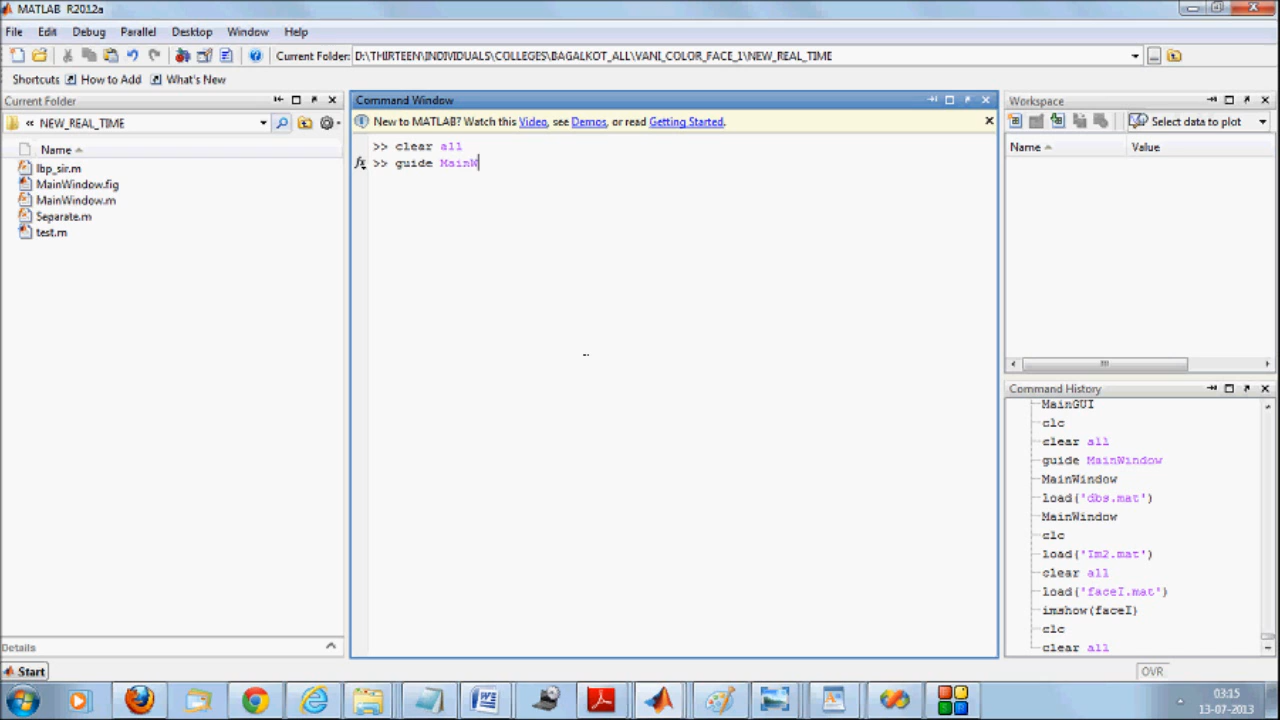 MATLAB R2012a
File Edit Debug Parallel Desktop Window Help
Current Folder: D:\THIRTEEN\INDIVIDUALS\COLLEGES\BAGALKOT_ALL\VANI_COLOR_FACE_1\NEW_REAL_TIME
Shortcuts How to Add What's New
Current Folder
« NEW_REAL_TIME
Name
lbp_sir.m
MainWindow.fig
MainWindow.m
Separate.m
test.m
Details
Command Window
New to MATLAB? Watch this Video, see Demos, or read Getting Started.
>> clear all
fx >> guide MainW
Workspace
Select data to plot
Name Value
Command History
MainGUI
clc
clear all
guide MainWindow
MainWindow
load('dbs.mat')
MainWindow
clc
load('Im2.mat')
clear all
load('faceI.mat')
imshow(faceI)
clc
clear all
Start
OVR
03:15
13-07-2013